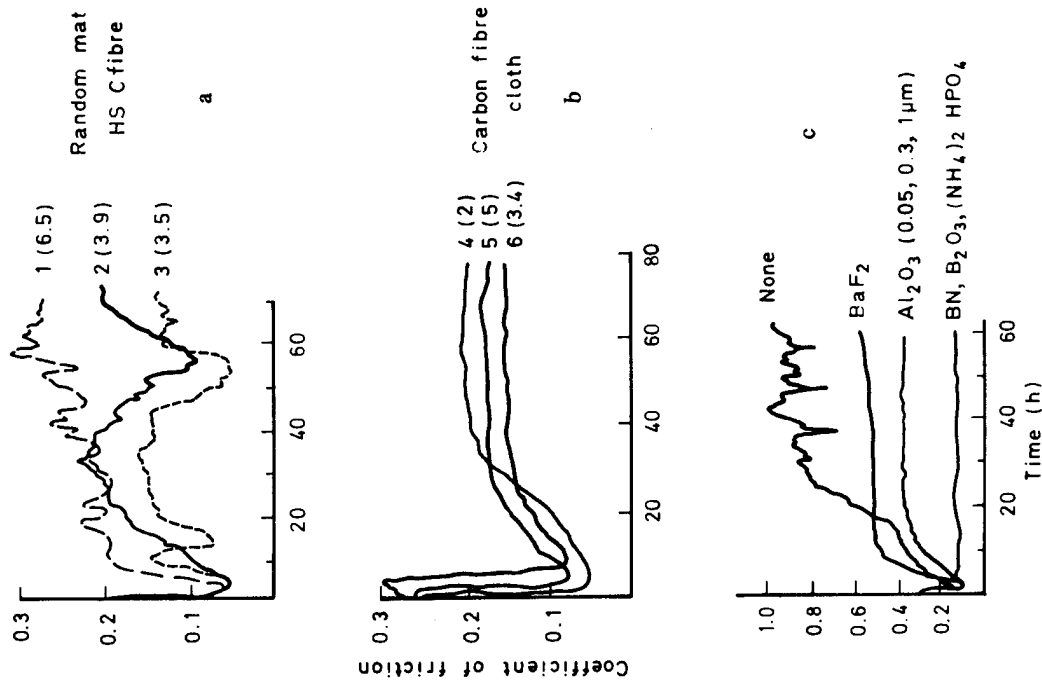 Random mat
HS C fibre
a
1 (6.5)
2 (3.9)
3 (3.5)
0.3
0.2
0.1
20
40
60
Carbon fibre
cloth
b
4 (2)
5 (5)
6 (3.4)
0.3
0.2
0.1
20
40
60
80
Coefficient of friction
c
None
BaF2
Al2O3 (0.05, 0.3, 1µm)
BN, B2O3, (NH4)2 HPO4
1.0
0.8
0.6
0.4
0.2
20
40
60
Time (h)